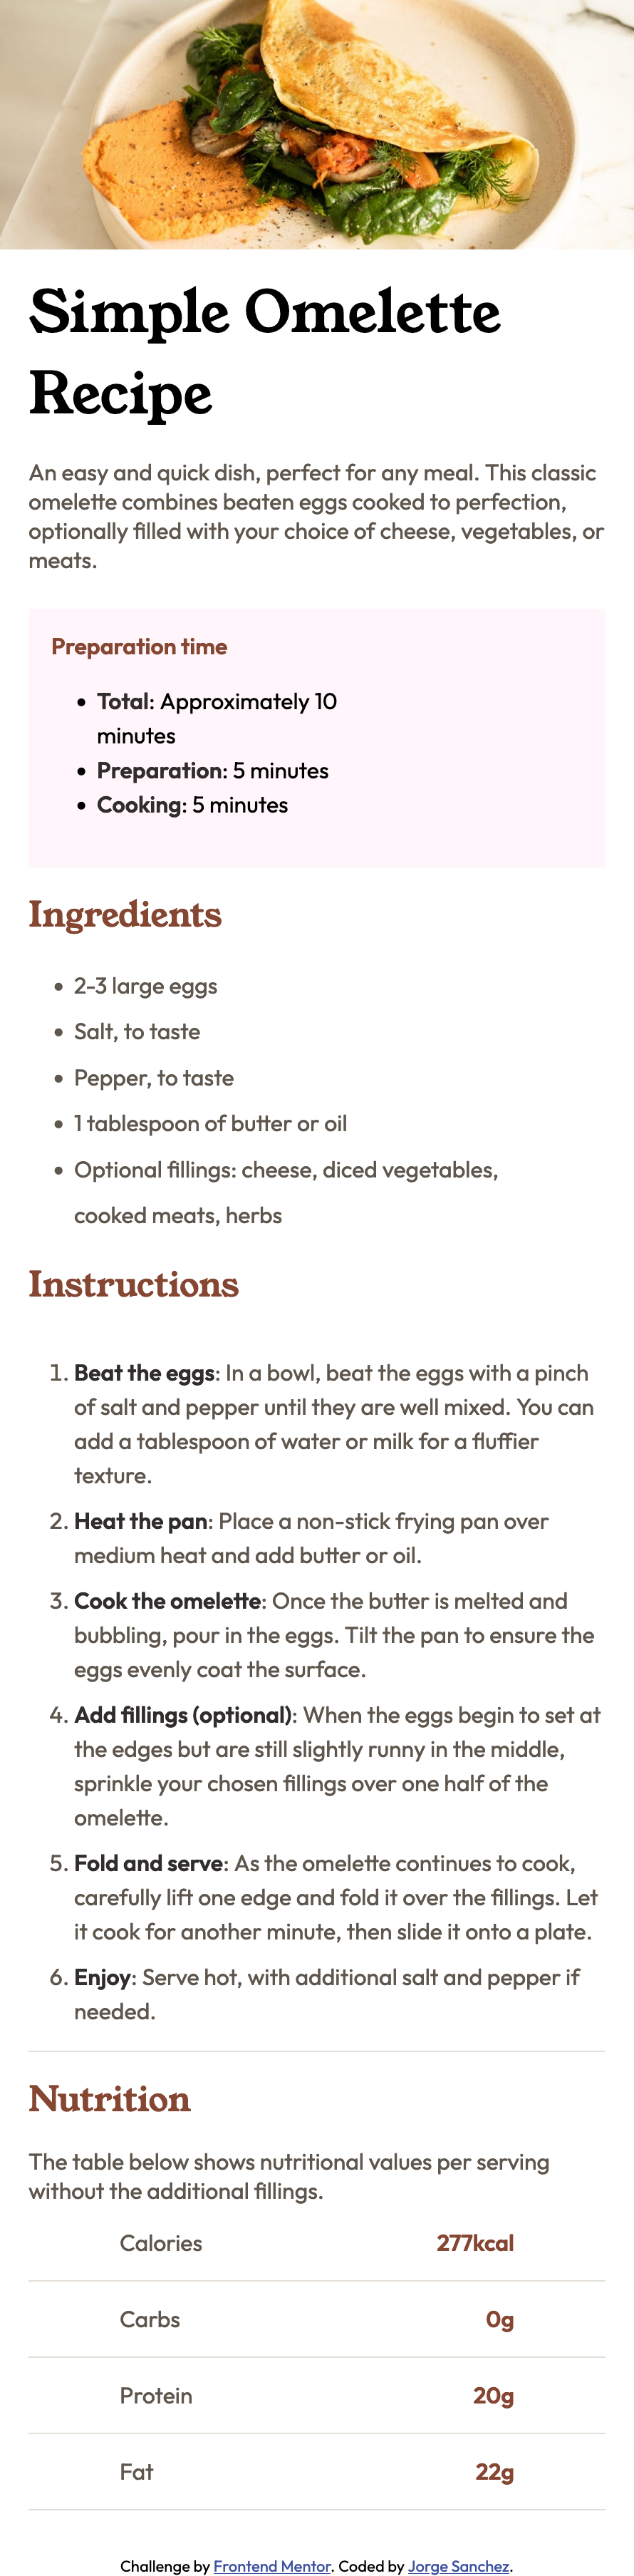 Simple Omelette
Recipe
An easy and quick dish, perfect for any meal. This classic
omelette combines beaten eggs cooked to perfection,
optionally filled with your choice of cheese, vegetables, or
meats.
Preparation time
• Total: Approximately 10
minutes
• Preparation: 5 minutes
• Cooking: 5 minutes
Ingredients
• 2-3 large eggs
• Salt, to taste
• Pepper, to taste
• 1 tablespoon of butter or oil
• Optional fillings: cheese, diced vegetables,
cooked meats, herbs
Instructions
1. Beat the eggs: In a bowl, beat the eggs with a pinch
of salt and pepper until they are well mixed. You can
add a tablespoon of water or milk for a fluffier
texture.
2. Heat the pan: Place a non-stick frying pan over
medium heat and add butter or oil.
3. Cook the omelette: Once the butter is melted and
bubbling, pour in the eggs. Tilt the pan to ensure the
eggs evenly coat the surface.
4. Add fillings (optional): When the eggs begin to set at
the edges but are still slightly runny in the middle,
sprinkle your chosen fillings over one half of the
omelette.
5. Fold and serve: As the omelette continues to cook,
carefully lift one edge and fold it over the fillings. Let
it cook for another minute, then slide it onto a plate.
6. Enjoy: Serve hot, with additional salt and pepper if
needed.
Nutrition
The table below shows nutritional values per serving
without the additional fillings.
Calories 277kcal
Carbs 0g
Protein 20g
Fat 22g
Challenge by Frontend Mentor. Coded by Jorge Sanchez.